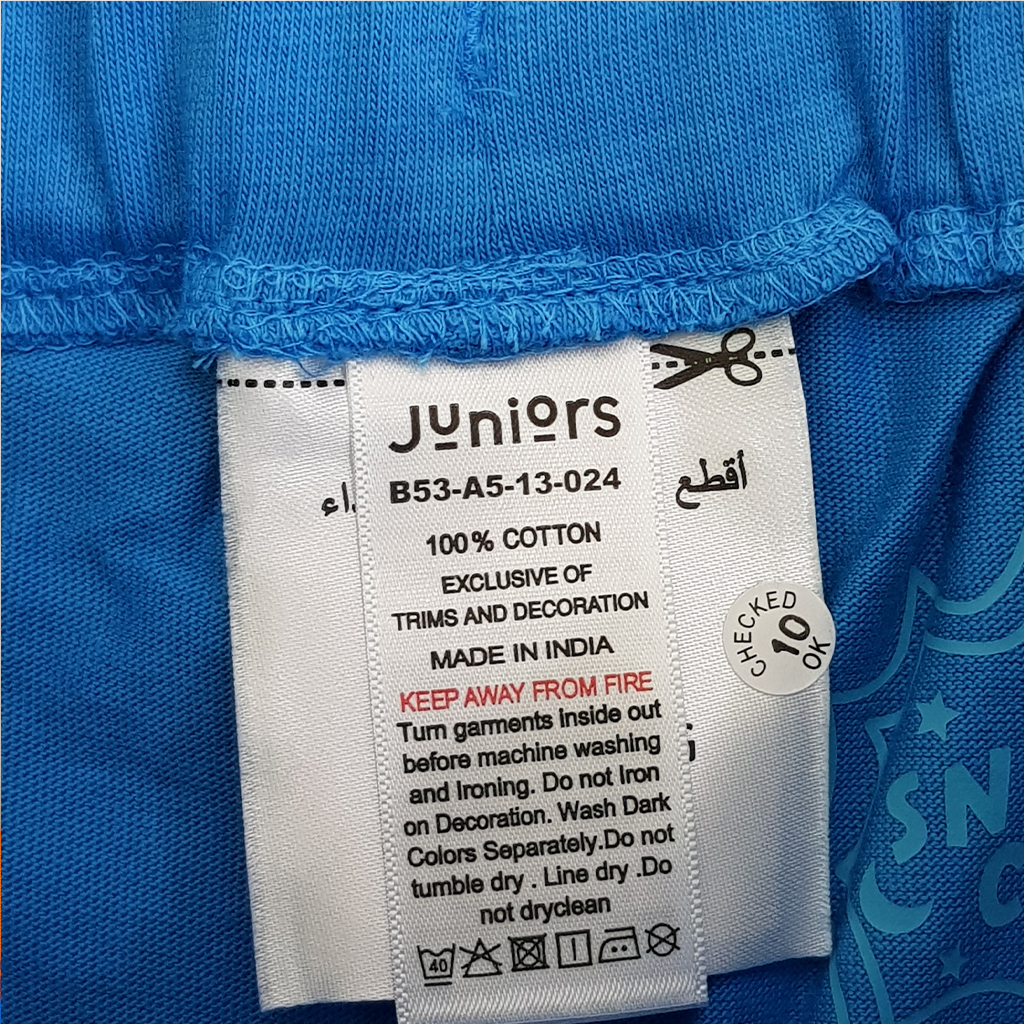 Juniors
B53-A5-13-024
أقطع
100% COTTON
EXCLUSIVE OF
TRIMS AND DECORATION
MADE IN INDIA
KEEP AWAY FROM FIRE
Turn garments Inside out
before machine washing
and Ironing. Do not Iron
on Decoration. Wash Dark
Colors Separately.Do not
tumble dry . Line dry .Do
not dryclean
40
CHECKED
10
OK